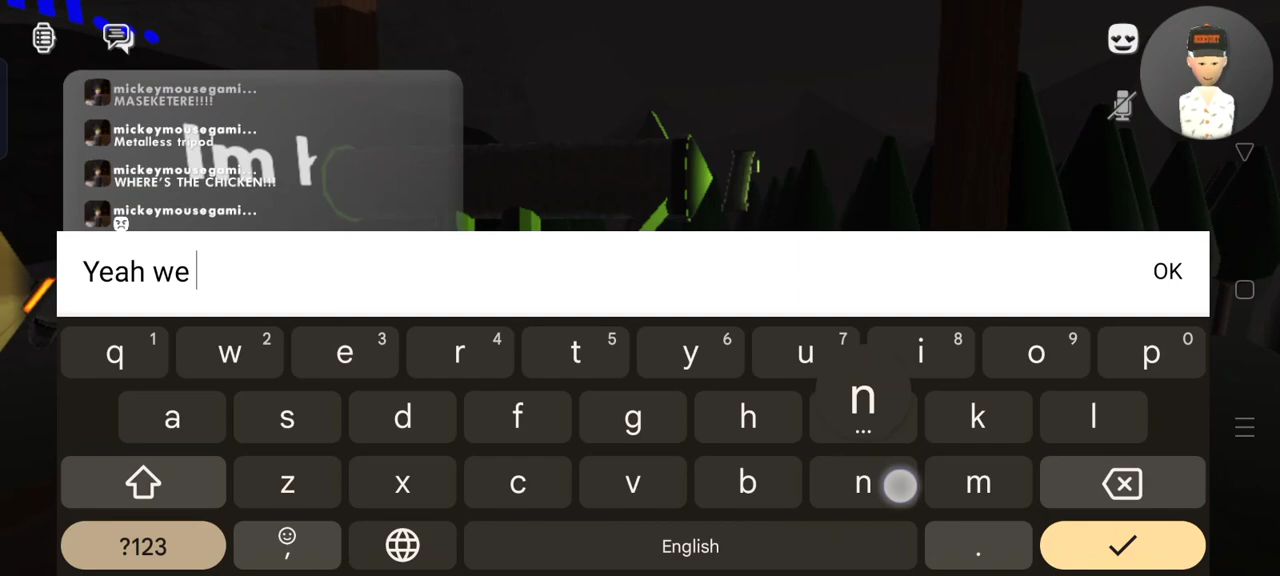 mickeymousegami...
MASEKETERE!!!!
mickeymousegami...
Metalless tripod
mickeymousegami...
WHERE'S THE CHICKEN!!!
mickeymousegami...
Im
Yeah we
OK
q 1 w 2 e 3 r 4 t 5 y 6 u 7 i 8 o 9 p 0
a s d f g h n k l
z x c v b n m
?123 , English .